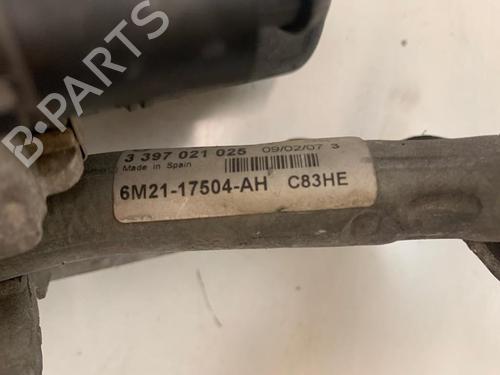 B-PARTS
3 397 021 025 09/02/07 3
Made in Spain
6M21-17504-AH C83HE